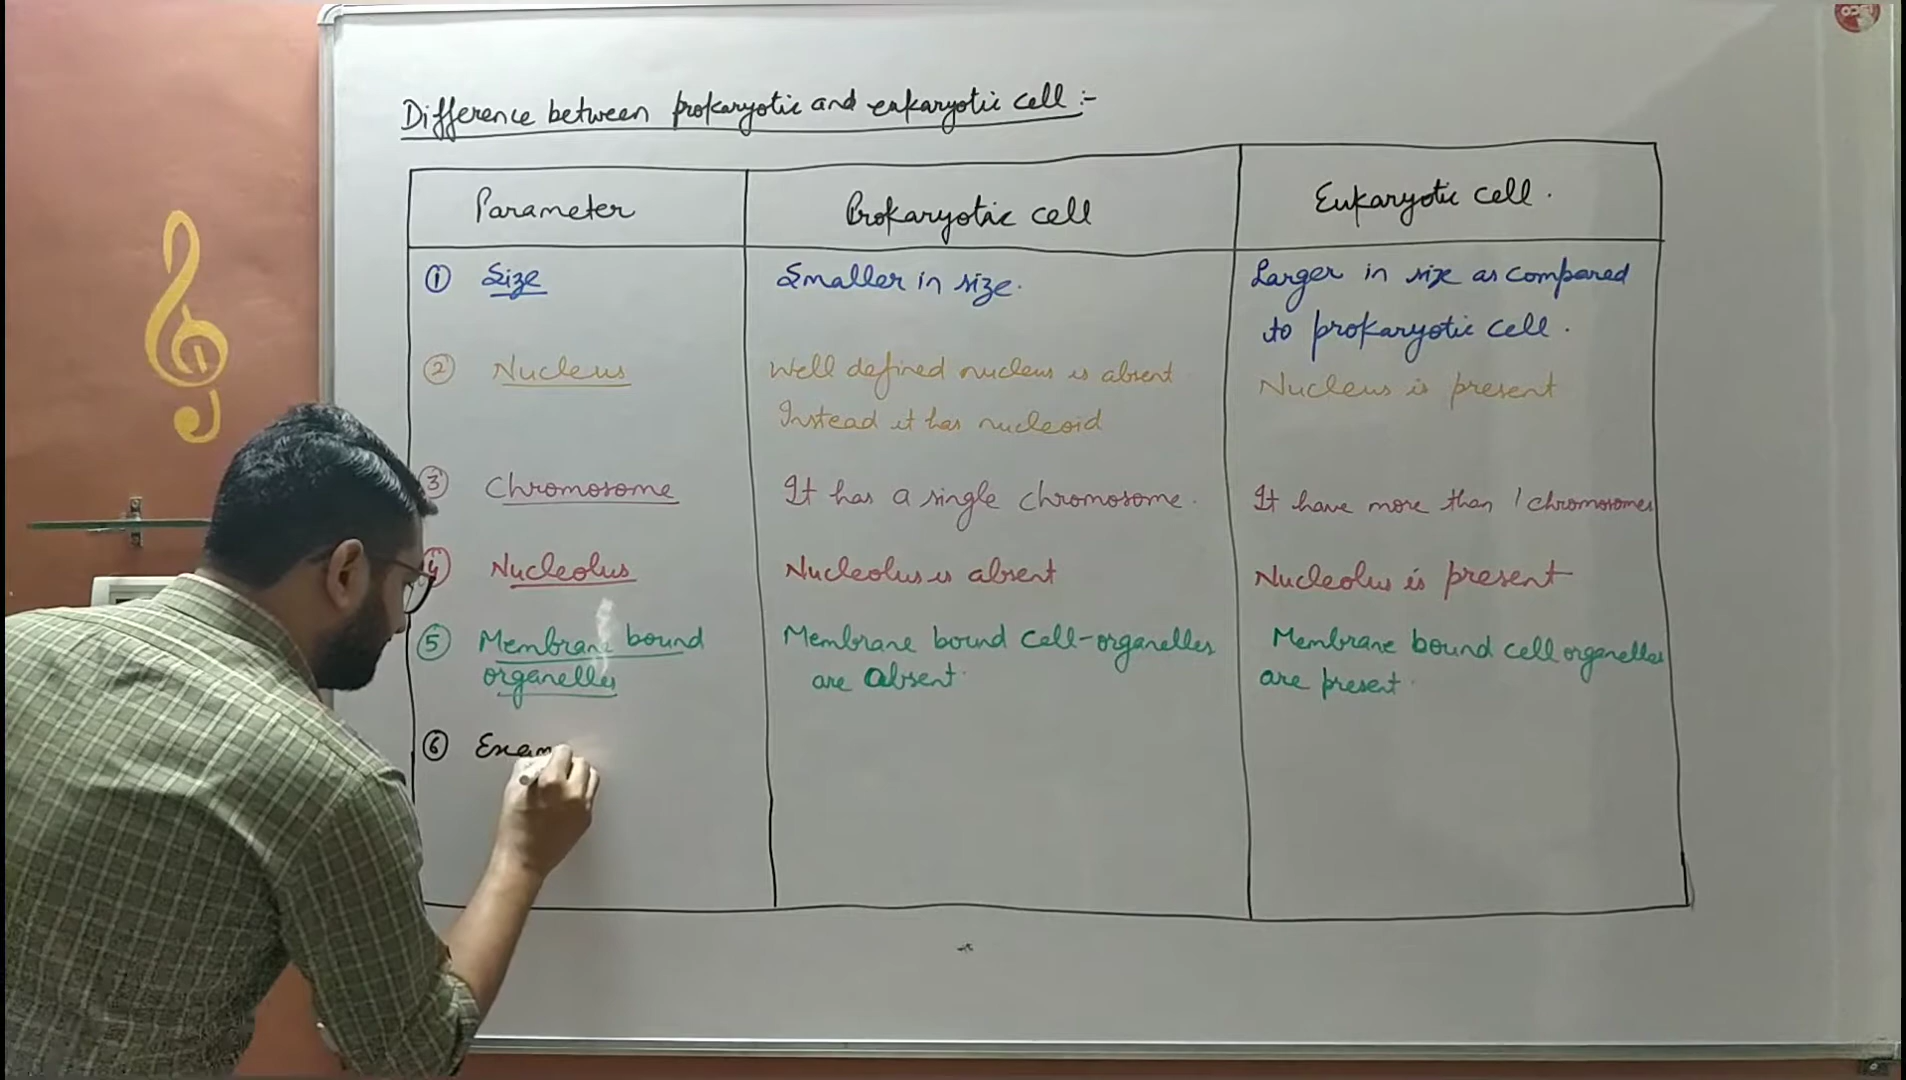 Difference between prokaryotic and eukaryotic cell :-
Parameter
Prokaryotic cell
Eukaryotic cell.
① Size
Smaller in size.
Larger in size as compared
to prokaryotic cell.
② Nucleus
Well defined nucleus is absent
Instead it has nucleoid
Nucleus is present
③ Chromosome
It has a single chromosome.
It have more than 1 chromosomes
④ Nucleolus
Nucleolus is absent
Nucleolus is present
⑤ Membrane bound
organelles
Membrane bound cell-organelles
are absent.
Membrane bound cell organelles
are present.
⑥ Exam